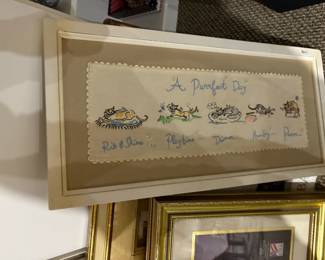 "A Purrfect Day"
Rise & Shine ... Playtime ... Dinner ...